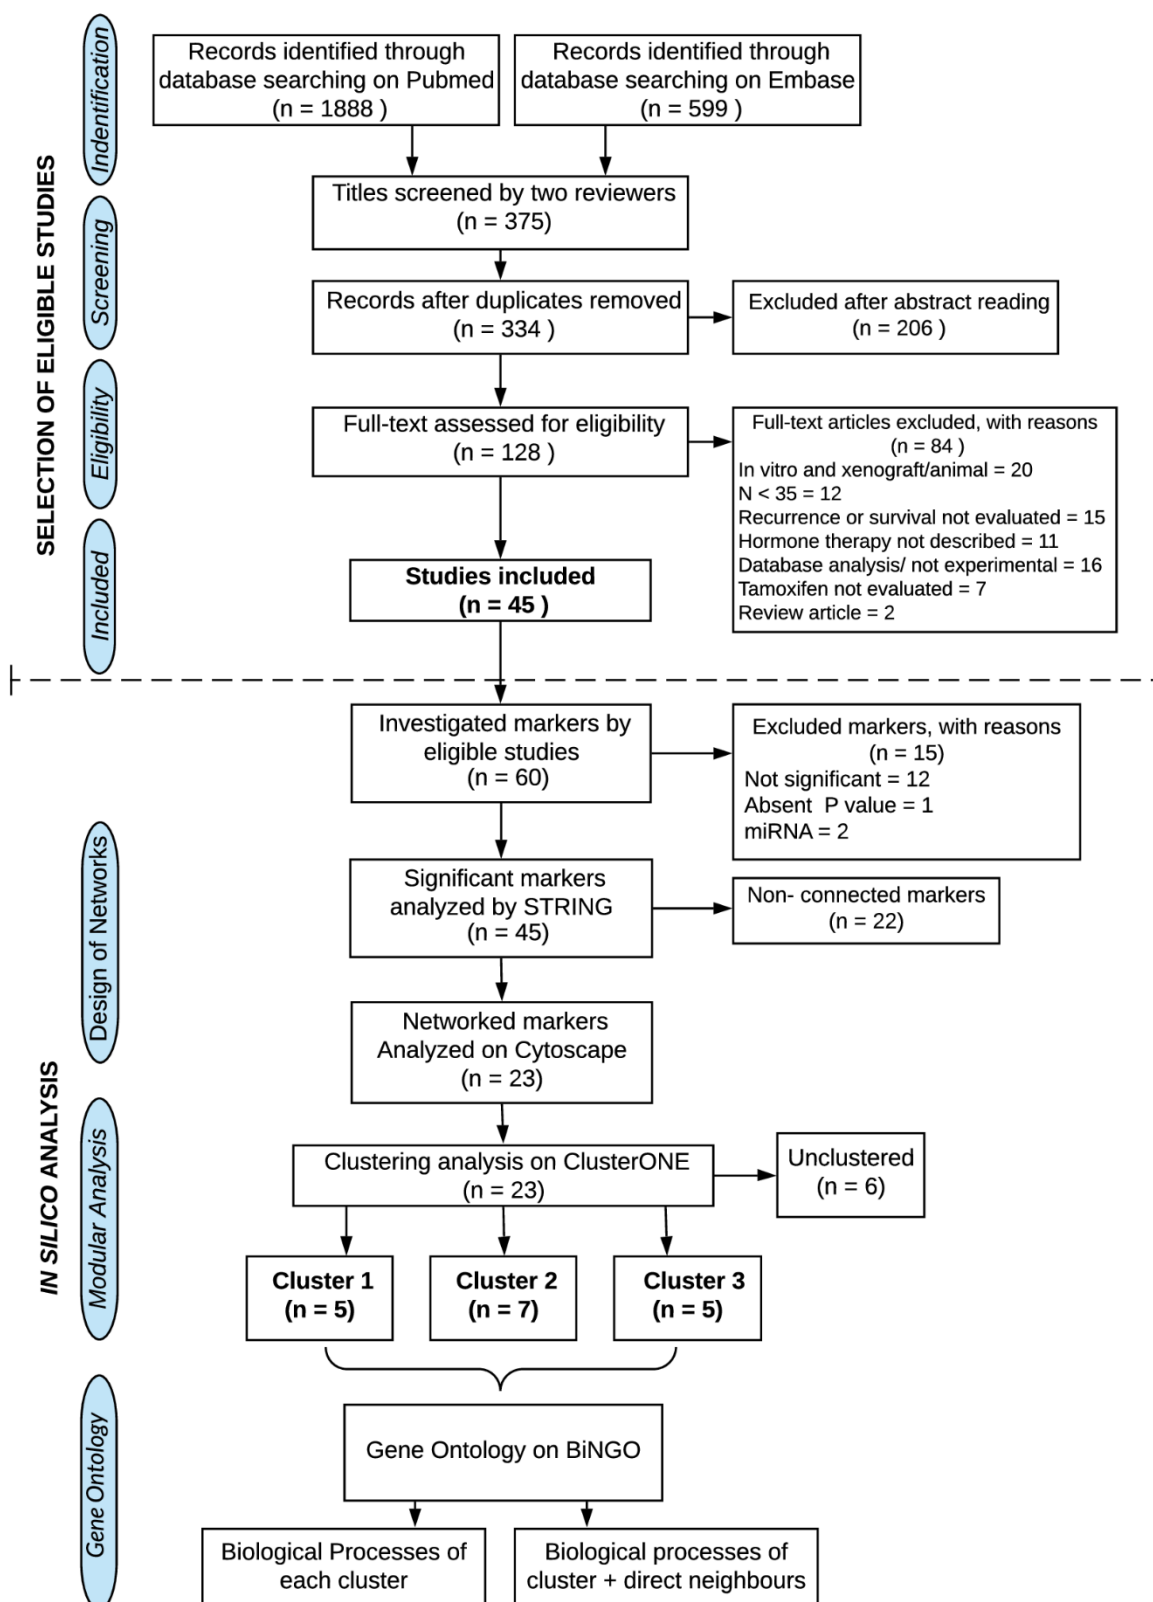 Indentification
Screening
Eligibility
Included
SELECTION OF ELIGIBLE STUDIES
Records identified through
database searching on Pubmed
(n = 1888 )
Records identified through
database searching on Embase
(n = 599 )
Titles screened by two reviewers
(n = 375)
Records after duplicates removed
(n = 334 )
Excluded after abstract reading
(n = 206 )
Full-text assessed for eligibility
(n = 128 )
Full-text articles excluded, with reasons
(n = 84 )
In vitro and xenograft/animal = 20
N < 35 = 12
Recurrence or survival not evaluated = 15
Hormone therapy not described = 11
Database analysis/ not experimental = 16
Tamoxifen not evaluated = 7
Review article = 2
Studies included
(n = 45 )
Design of Networks
Modular Analysis
Gene Ontology
IN SILICO ANALYSIS
Investigated markers by
eligible studies
(n = 60)
Excluded markers, with reasons
(n = 15)
Not significant = 12
Absent P value = 1
miRNA = 2
Significant markers
analyzed by STRING
(n = 45)
Non- connected markers
(n = 22)
Networked markers
Analyzed on Cytoscape
(n = 23)
Clustering analysis on ClusterONE
(n = 23)
Unclustered
(n = 6)
Cluster 1
(n = 5)
Cluster 2
(n = 7)
Cluster 3
(n = 5)
Gene Ontology on BiNGO
Biological Processes of
each cluster
Biological processes of
cluster + direct neighbours